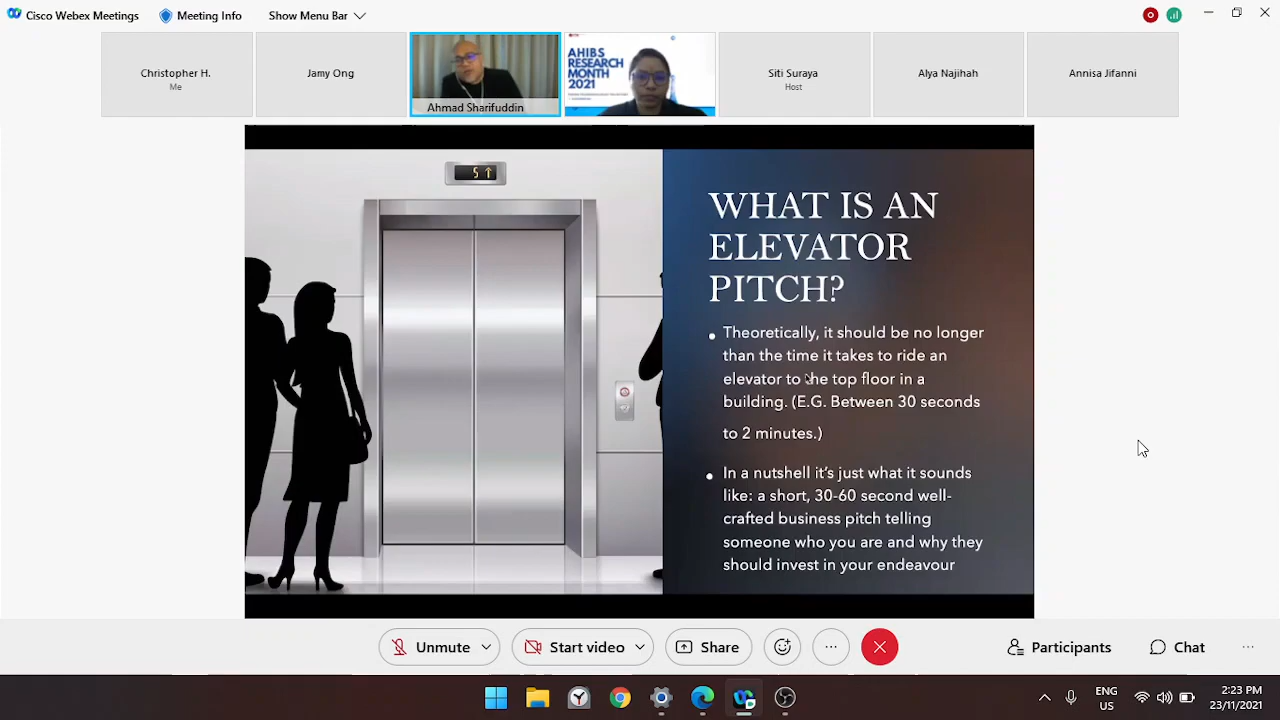 Cisco Webex Meetings
Meeting Info
Show Menu Bar
Christopher H.
Me
Jamy Ong
Ahmad Sharifuddin
AHIBS
RESEARCH
MONTH
2021
Siti Suraya
Host
Alya Najihah
Annisa Jifanni
5
WHAT IS AN
ELEVATOR
PITCH?
Theoretically, it should be no longer
than the time it takes to ride an
elevator to the top floor in a
building. (E.G. Between 30 seconds
to 2 minutes.)
In a nutshell it's just what it sounds
like: a short, 30-60 second well-
crafted business pitch telling
someone who you are and why they
should invest in your endeavour
Unmute
Start video
Share
Participants
Chat
ENG
US
2:23 PM
23/11/2021